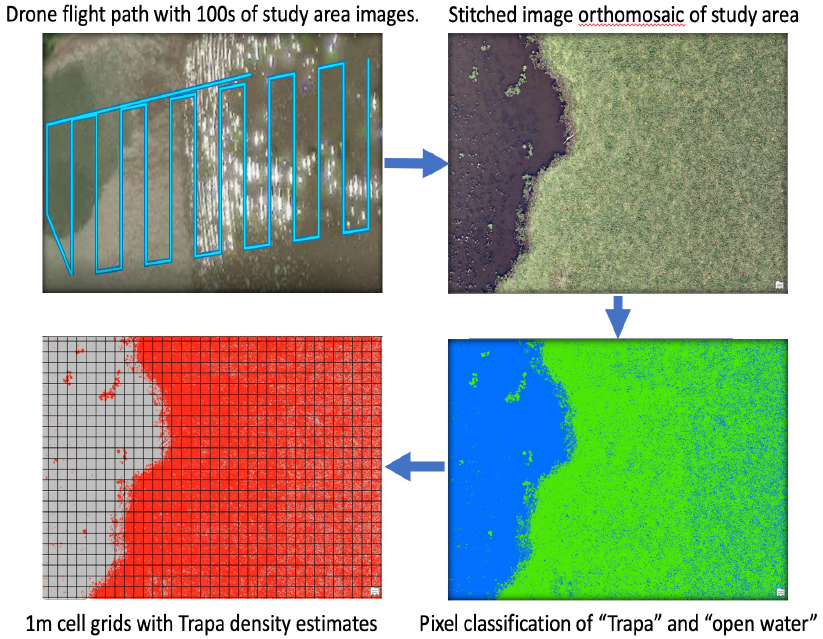 Drone flight path with 100s of study area images.
Stitched image orthomosaic of study area
1m cell grids with Trapa density estimates
Pixel classification of “Trapa” and “open water”